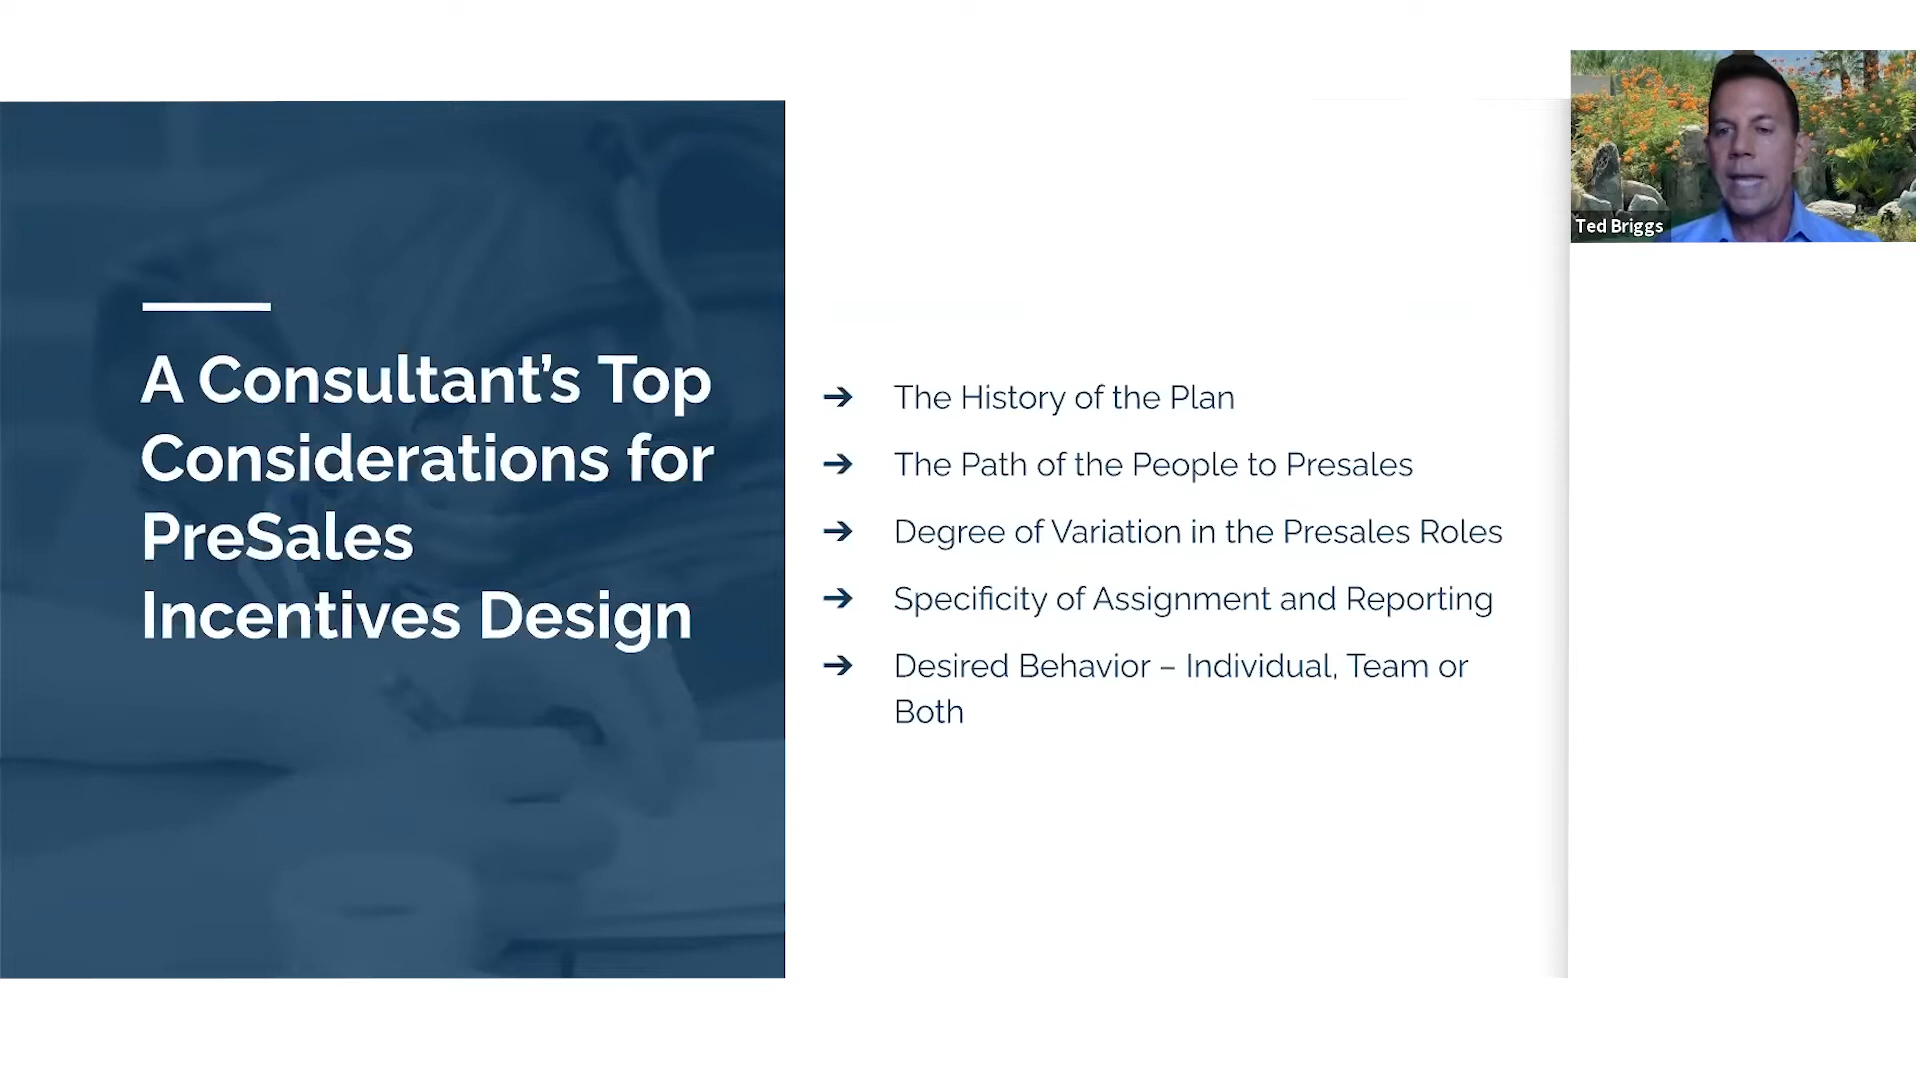 A Consultant’s Top
Considerations for
PreSales
Incentives Design
➔ The History of the Plan
➔ The Path of the People to Presales
➔ Degree of Variation in the Presales Roles
➔ Specificity of Assignment and Reporting
➔ Desired Behavior – Individual, Team or
Both
Ted Briggs